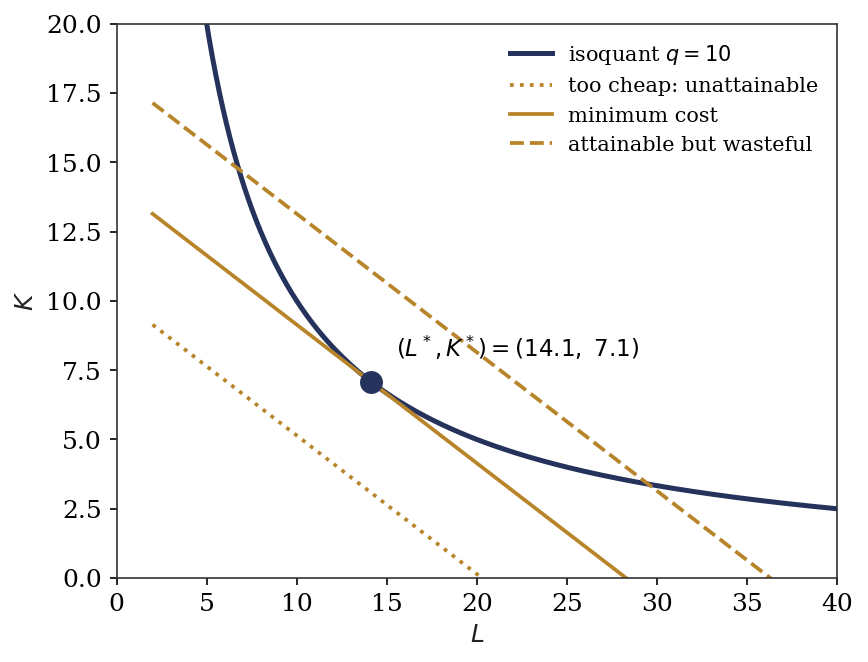 20.0
17.5
15.0
12.5
10.0
7.5
5.0
2.5
0.0
K
isoquant q = 10
too cheap: unattainable
minimum cost
attainable but wasteful
(L*, K*) = (14.1, 7.1)
0 5 10 15 20 25 30 35 40
L